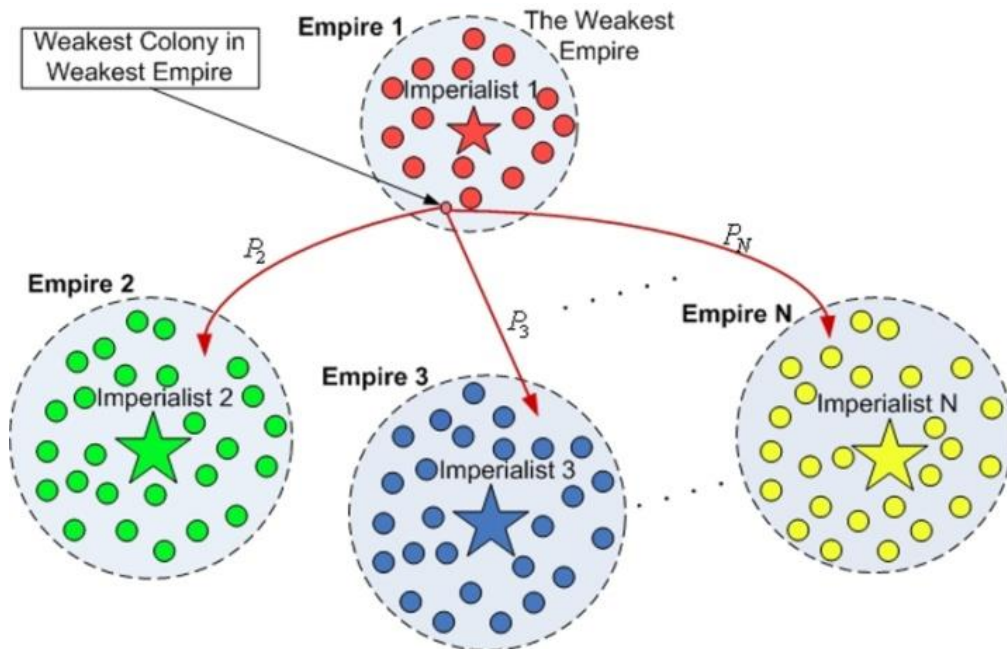 Empire 1
The Weakest
Empire
Weakest Colony in
Weakest Empire
Imperialist 1
P2
PN
Empire 2
P3
Empire N
Empire 3
Imperialist 2
Imperialist N
Imperialist 3